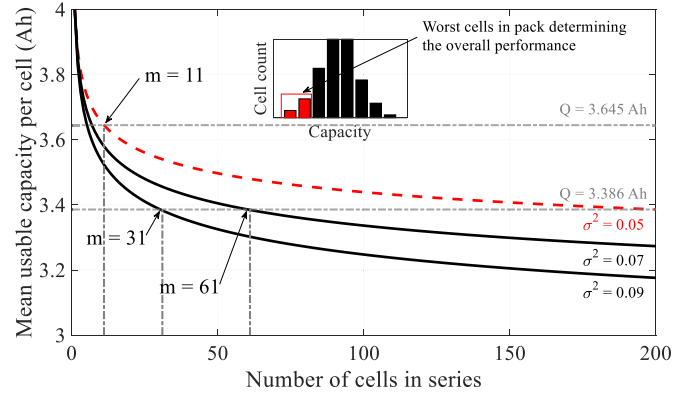 Mean usable capacity per cell (Ah)
4
3.8
3.6
3.4
3.2
3
0
50
100
150
200
Number of cells in series
m = 11
m = 31
m = 61
Cell count
Capacity
Worst cells in pack determining
the overall performance
Q = 3.645 Ah
Q = 3.386 Ah
σ² = 0.05
σ² = 0.07
σ² = 0.09